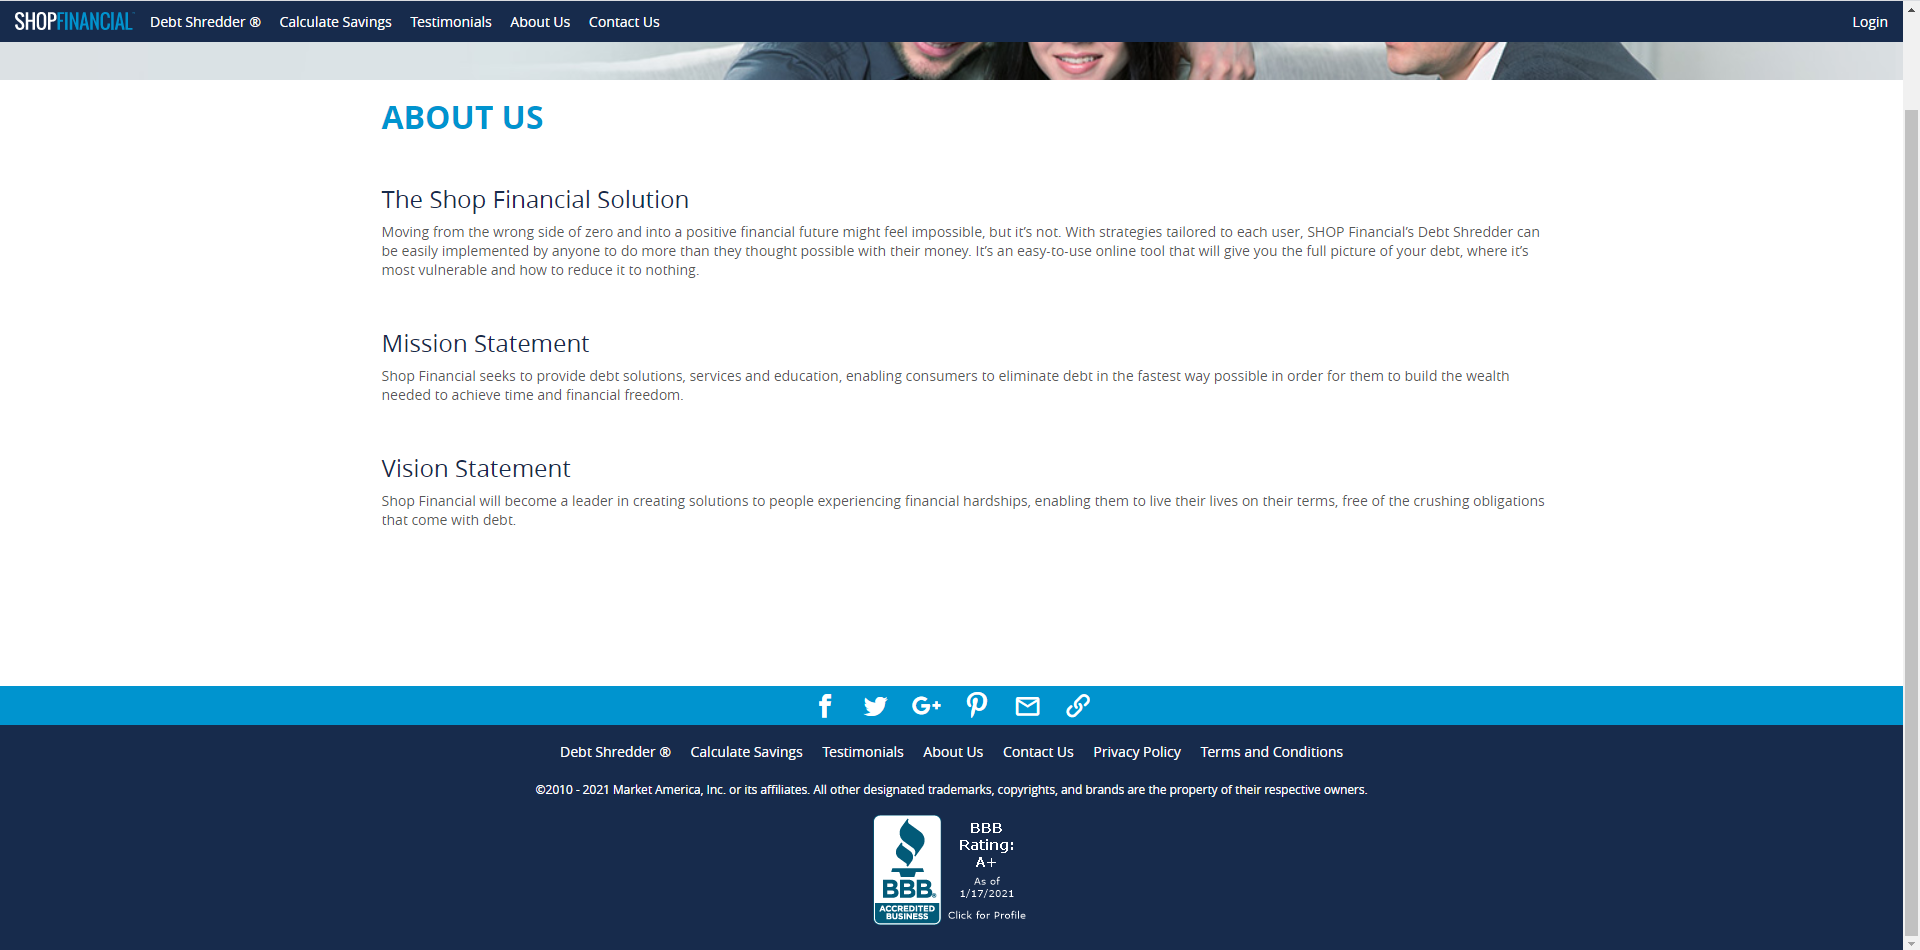 SHOPFINANCIAL Debt Shredder ® Calculate Savings Testimonials About Us Contact Us Login
ABOUT US
The Shop Financial Solution
Moving from the wrong side of zero and into a positive financial future might feel impossible, but it’s not. With strategies tailored to each user, SHOP Financial’s Debt Shredder can
be easily implemented by anyone to do more than they thought possible with their money. It’s an easy-to-use online tool that will give you the full picture of your debt, where it’s
most vulnerable and how to reduce it to nothing.
Mission Statement
Shop Financial seeks to provide debt solutions, services and education, enabling consumers to eliminate debt in the fastest way possible in order for them to build the wealth
needed to achieve time and financial freedom.
Vision Statement
Shop Financial will become a leader in creating solutions to people experiencing financial hardships, enabling them to live their lives on their terms, free of the crushing obligations
that come with debt.
G+
Debt Shredder ® Calculate Savings Testimonials About Us Contact Us Privacy Policy Terms and Conditions
©2010 - 2021 Market America, Inc. or its affiliates. All other designated trademarks, copyrights, and brands are the property of their respective owners.
BBB®
ACCREDITED
BUSINESS
BBB
Rating:
A+
As of
1/17/2021
Click for Profile